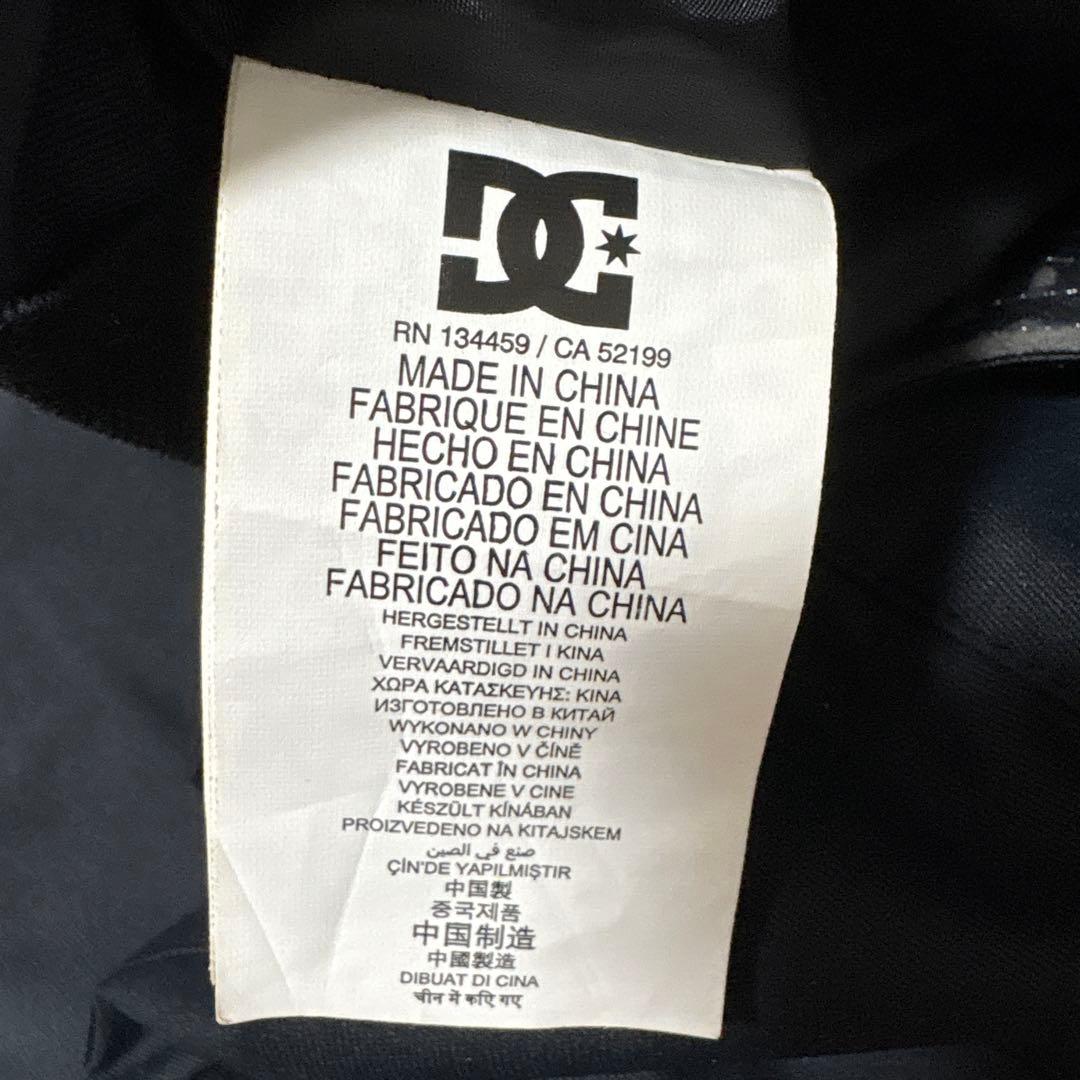 DC
RN 134459 / CA 52199
MADE IN CHINA
FABRIQUE EN CHINE
HECHO EN CHINA
FABRICADO EN CHINA
FABRICADO EM CINA
FEITO NA CHINA
FABRICADO NA CHINA
HERGESTELLT IN CHINA
FREMSTILLET I KINA
VERVAARDIGD IN CHINA
ΧΩΡΑ ΚΑΤΑΣΚΕΥΗΣ: ΚΙΝΑ
ИЗГОТОВЛЕНО В КИТАЙ
WYKONANO W CHINY
VYROBENO V ČÍNĚ
FABRICAT ÎN CHINA
VYROBENE V CINE
KÉSZÜLT KÍNÁBAN
PROIZVEDENO NA KITAJSKEM
صنع في الصين
ÇİN'DE YAPILMIŞTIR
中国製
중국제품
中国制造
中國製造
DIBUAT DI CINA
चीन में कएि गए